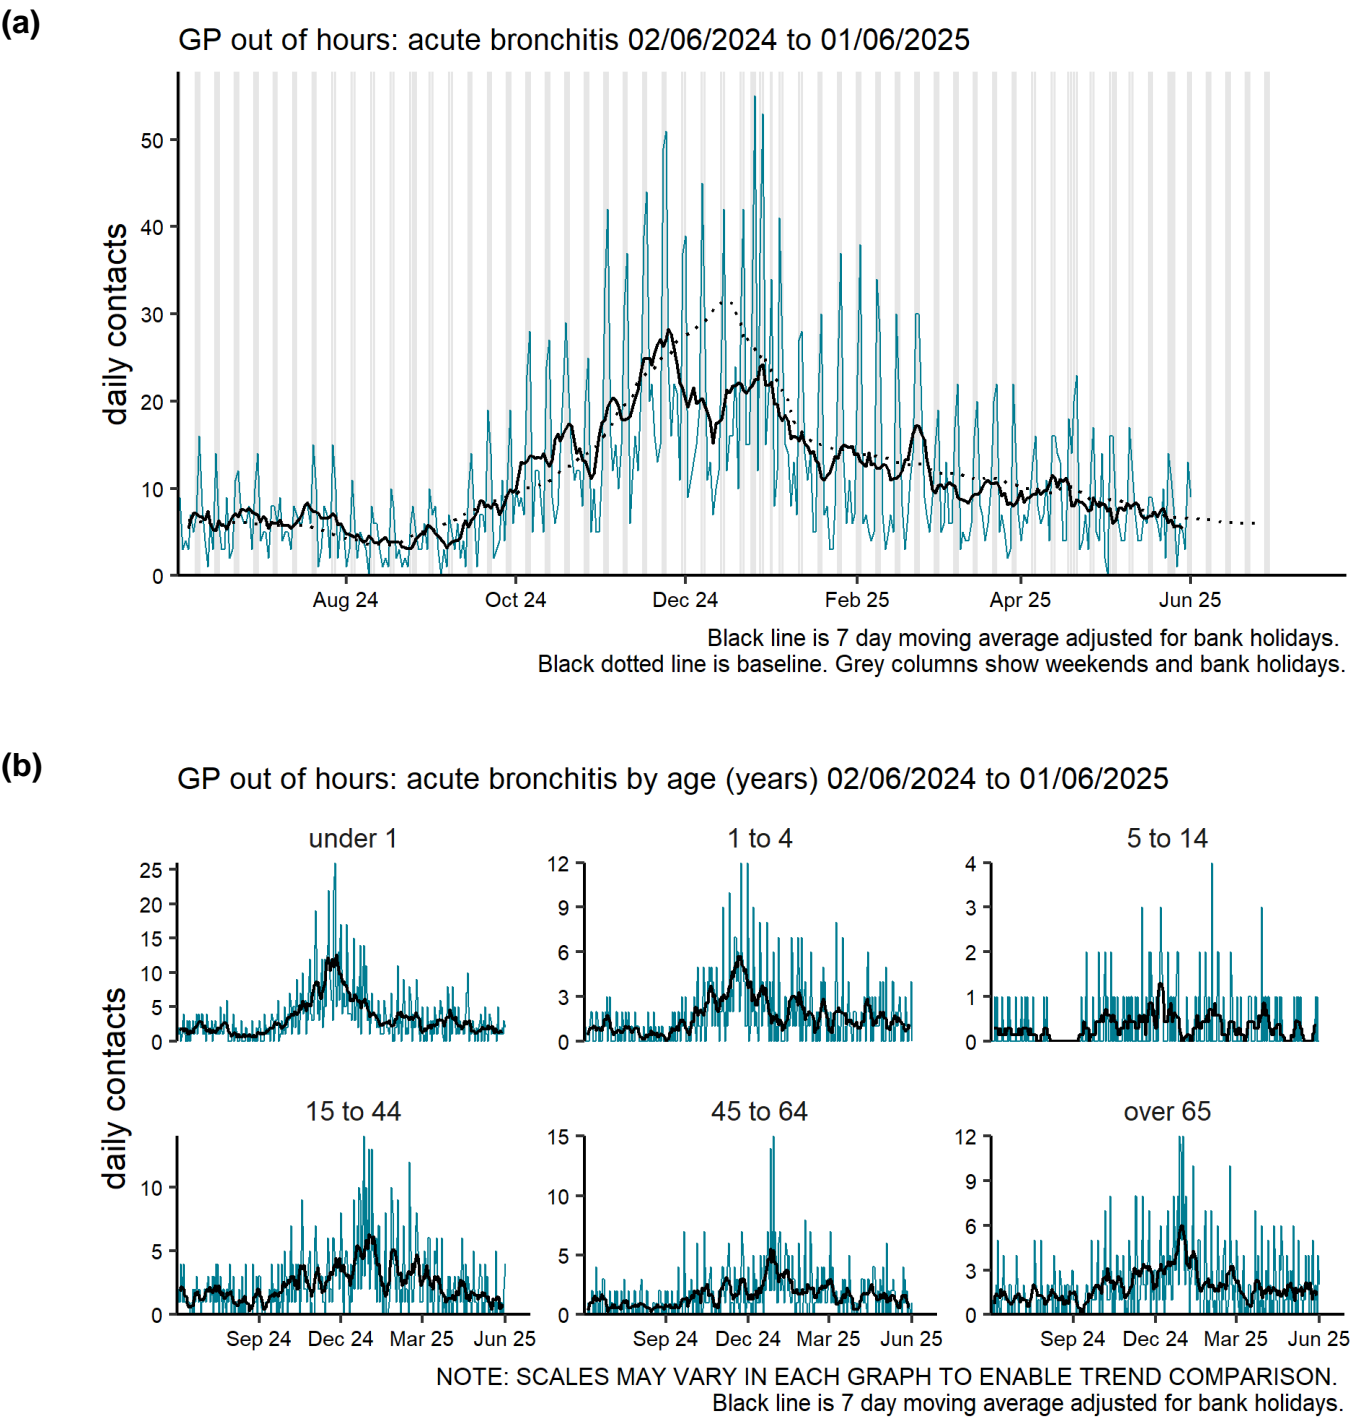 (a)
GP out of hours: acute bronchitis 02/06/2024 to 01/06/2025
daily contacts
50
40
30
20
10
0
Aug 24 Oct 24 Dec 24 Feb 25 Apr 25 Jun 25
Black line is 7 day moving average adjusted for bank holidays.
Black dotted line is baseline. Grey columns show weekends and bank holidays.
(b)
GP out of hours: acute bronchitis by age (years) 02/06/2024 to 01/06/2025
daily contacts
under 1
25
20
15
10
5
0
1 to 4
12
9
6
3
0
5 to 14
4
3
2
1
0
15 to 44
10
5
0
Sep 24 Dec 24 Mar 25 Jun 25
45 to 64
15
10
5
0
Sep 24 Dec 24 Mar 25 Jun 25
over 65
12
9
6
3
0
Sep 24 Dec 24 Mar 25 Jun 25
NOTE: SCALES MAY VARY IN EACH GRAPH TO ENABLE TREND COMPARISON.
Black line is 7 day moving average adjusted for bank holidays.